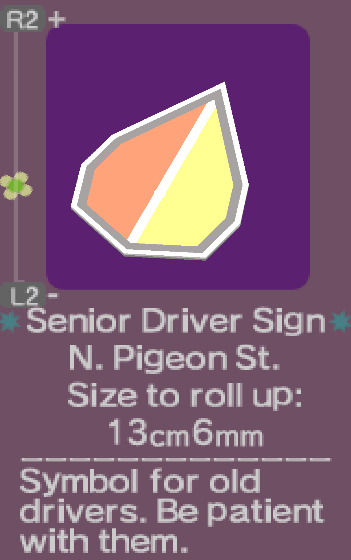 R2 +
L2 -
Senior Driver Sign
N. Pigeon St.
Size to roll up:
13cm6mm
Symbol for old
drivers. Be patient
with them.